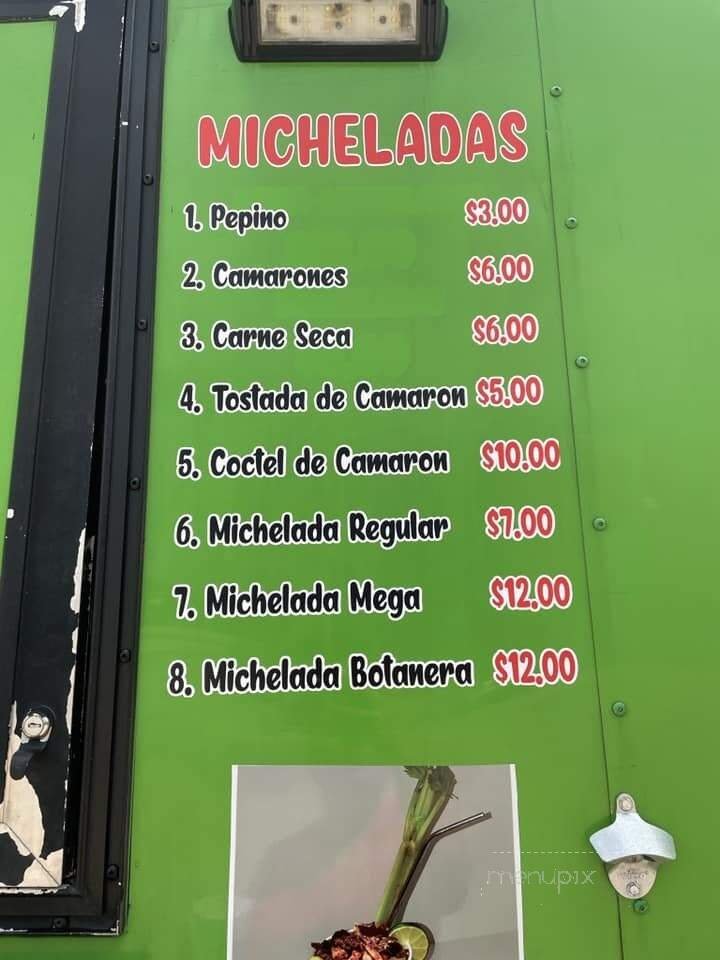 MICHELADAS
1. Pepino $3.00
2. Camarones $6.00
3. Carne Seca $6.00
4. Tostada de Camaron $5.00
5. Coctel de Camaron $10.00
6. Michelada Regular $7.00
7. Michelada Mega $12.00
8. Michelada Botanera $12.00
menupix